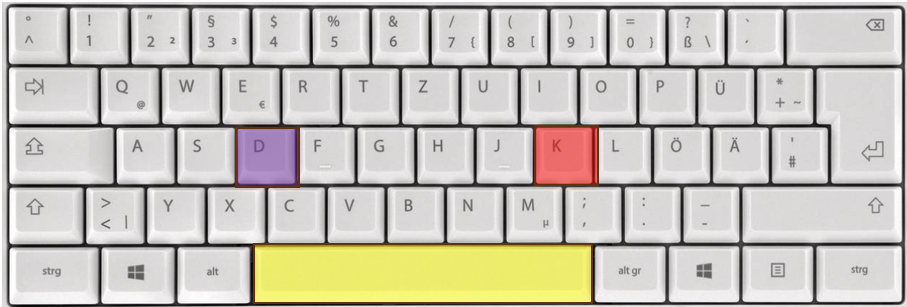 ° ^ ! 1 " 2 ² § 3 ³ $ 4 % 5 & 6 / 7 { ( 8 [ ) 9 ] = 0 } ? ß \ ` ´
Q @ W E € R T Z U I O P Ü * + ~
A S D F G H J K L Ö Ä ' #
> < | Y X C V B N M µ ; , : . _ -
strg alt alt gr strg